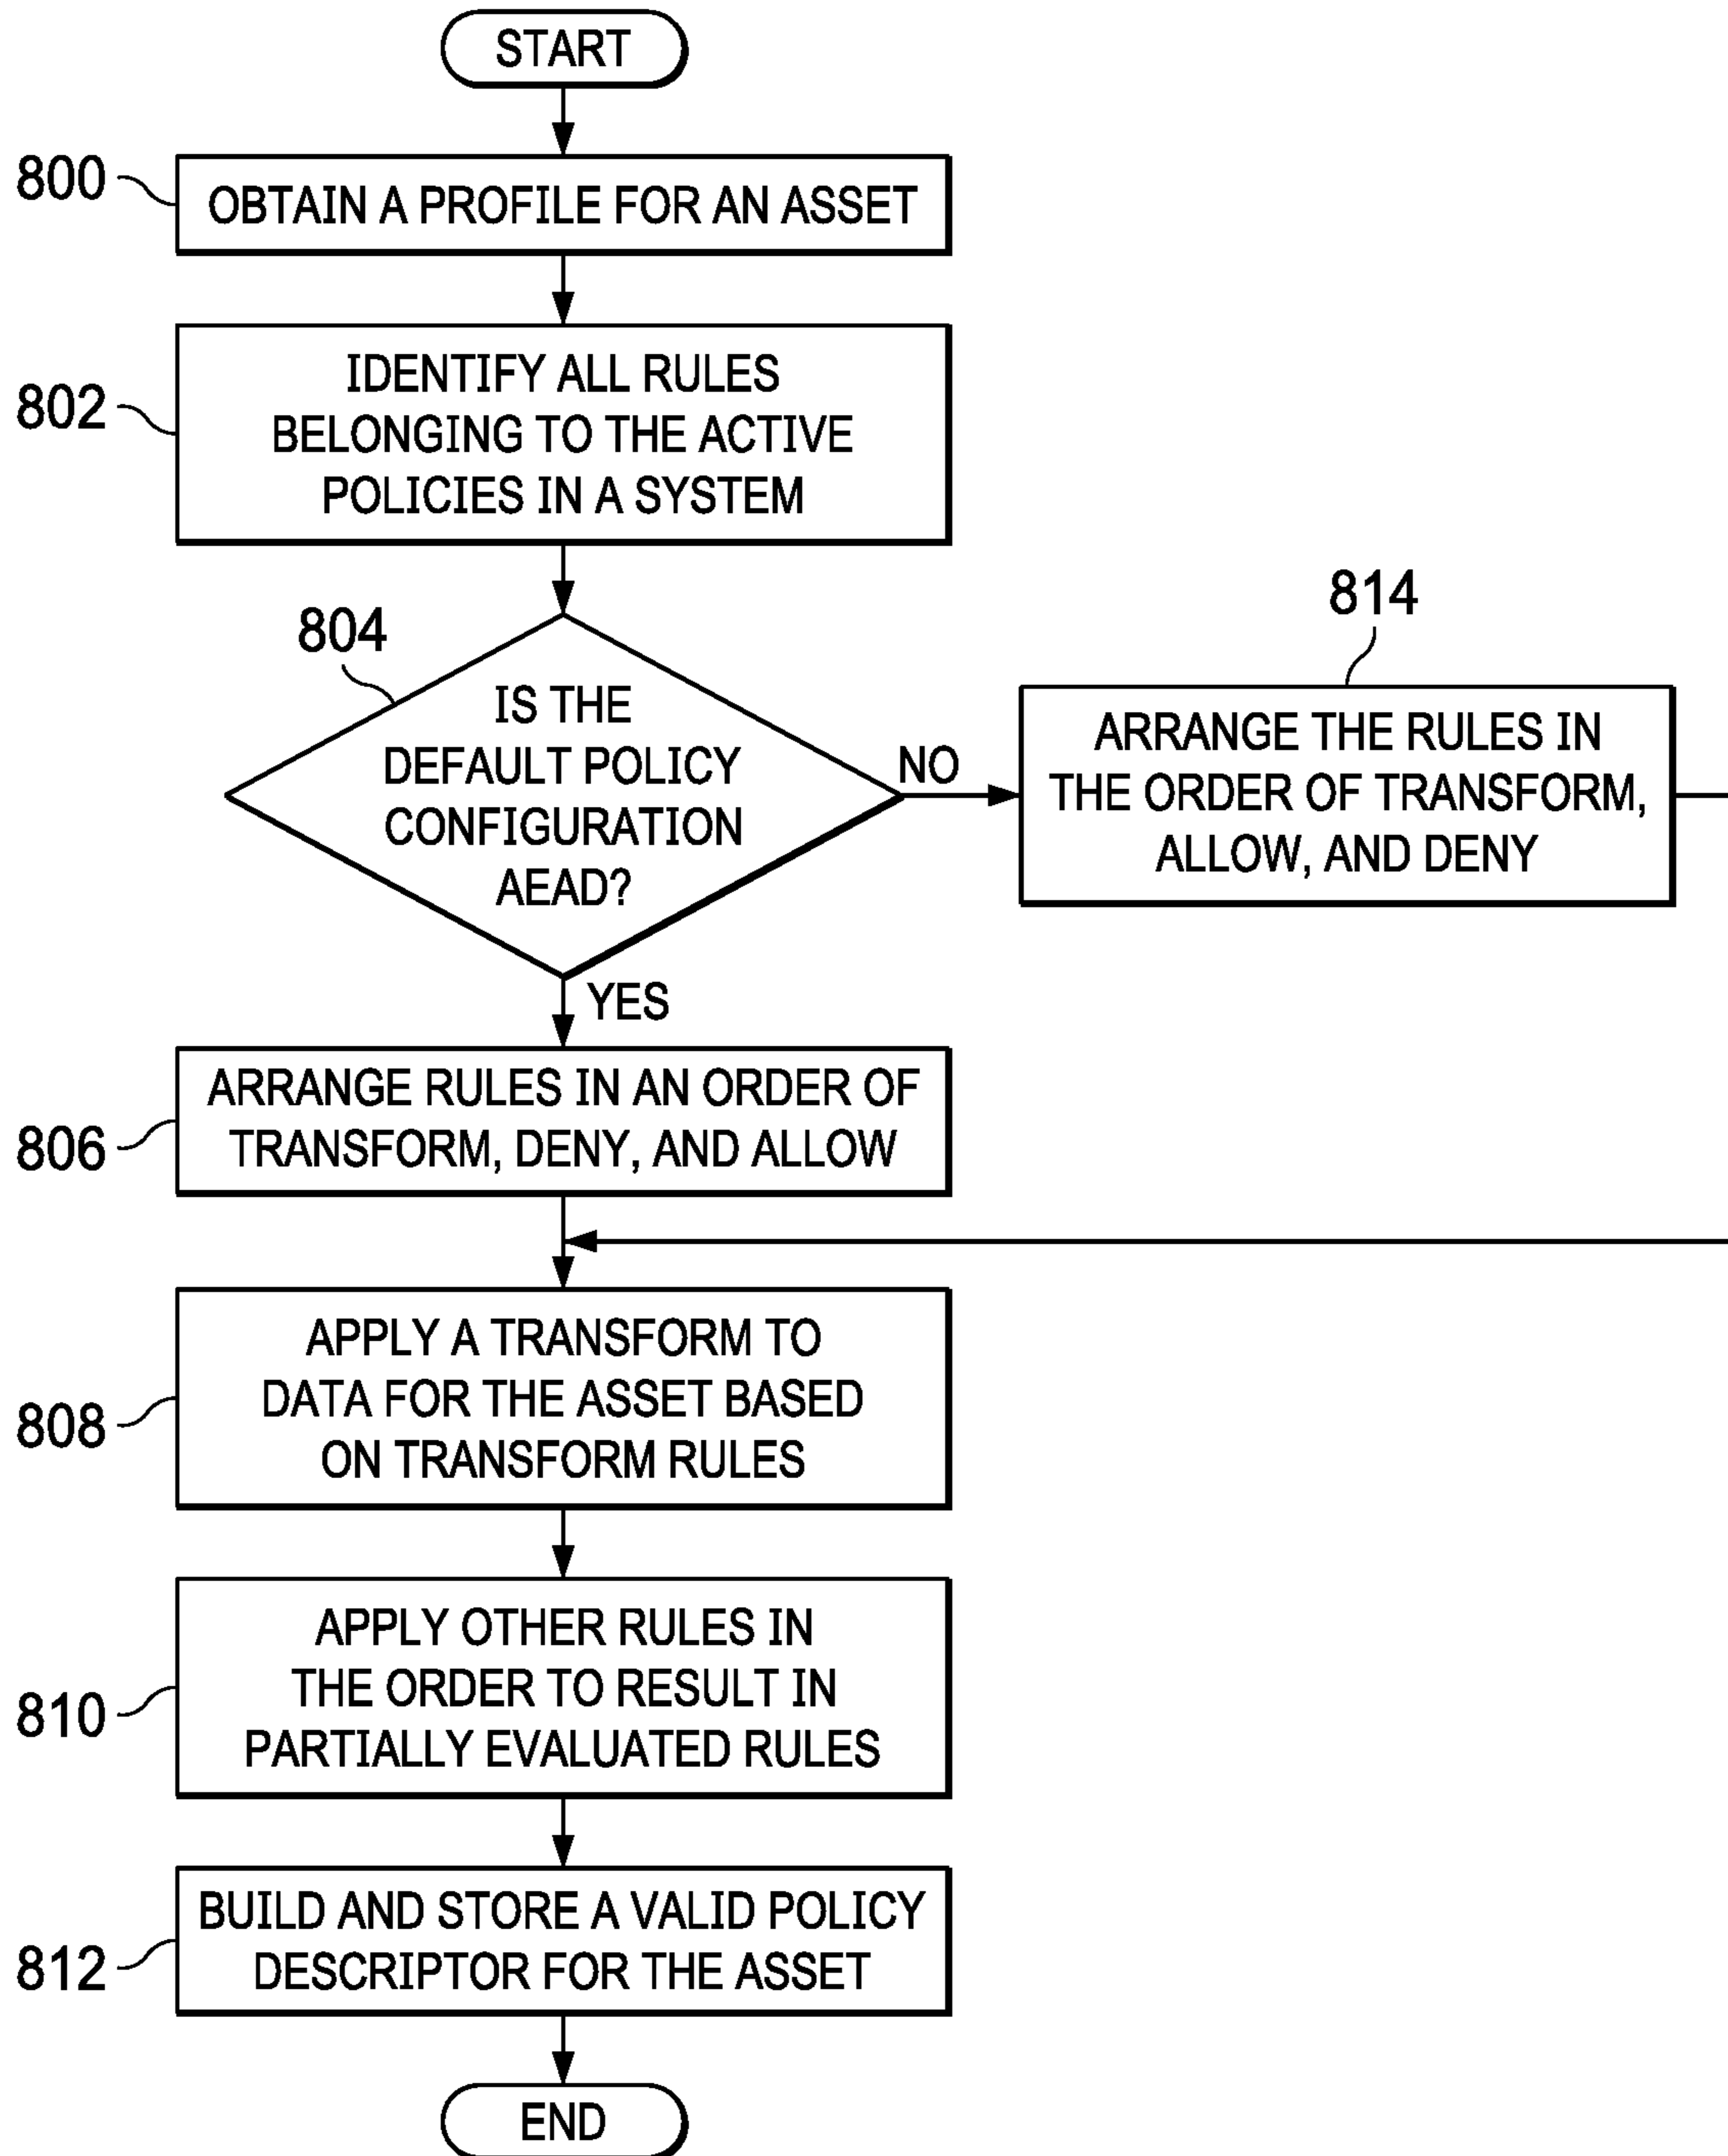 START
800
OBTAIN A PROFILE FOR AN ASSET
802
IDENTIFY ALL RULES
BELONGING TO THE ACTIVE
POLICIES IN A SYSTEM
804
IS THE
DEFAULT POLICY
CONFIGURATION
AEAD?
NO
814
ARRANGE THE RULES IN
THE ORDER OF TRANSFORM,
ALLOW, AND DENY
YES
806
ARRANGE RULES IN AN ORDER OF
TRANSFORM, DENY, AND ALLOW
808
APPLY A TRANSFORM TO
DATA FOR THE ASSET BASED
ON TRANSFORM RULES
810
APPLY OTHER RULES IN
THE ORDER TO RESULT IN
PARTIALLY EVALUATED RULES
812
BUILD AND STORE A VALID POLICY
DESCRIPTOR FOR THE ASSET
END